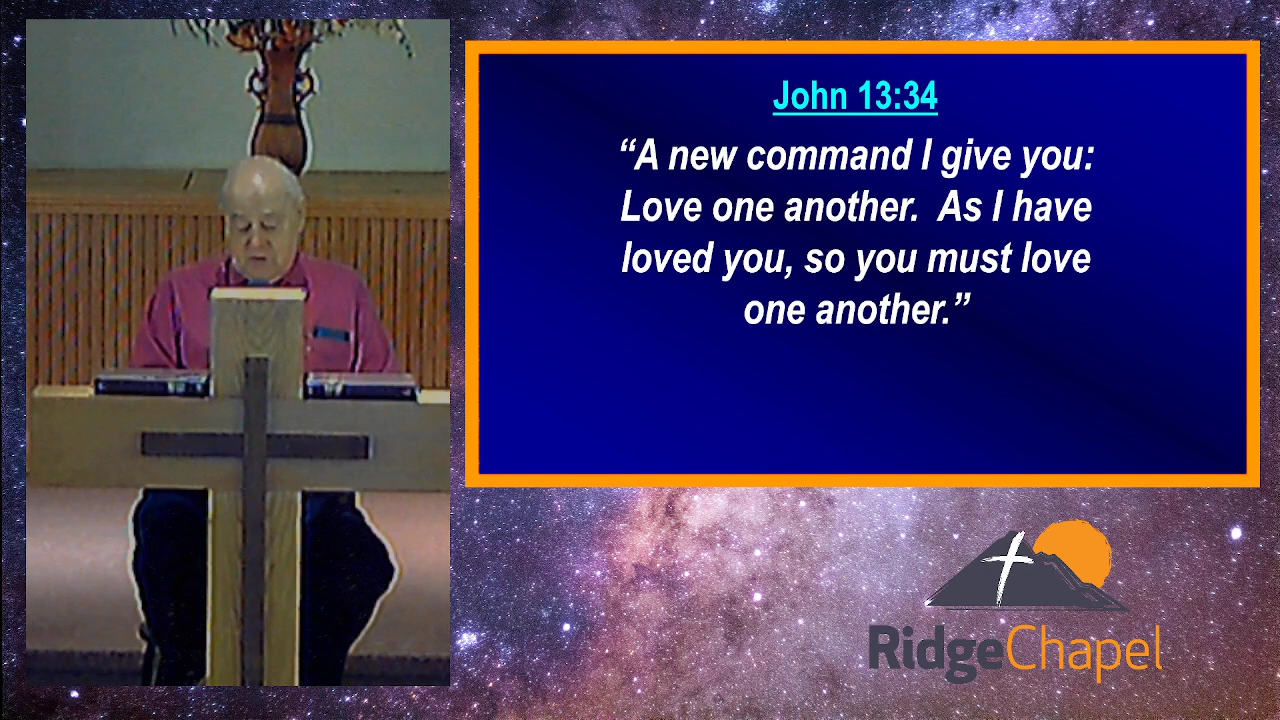 John 13:34
“A new command I give you:
Love one another.  As I have
loved you, so you must love
one another.”
RidgeChapel